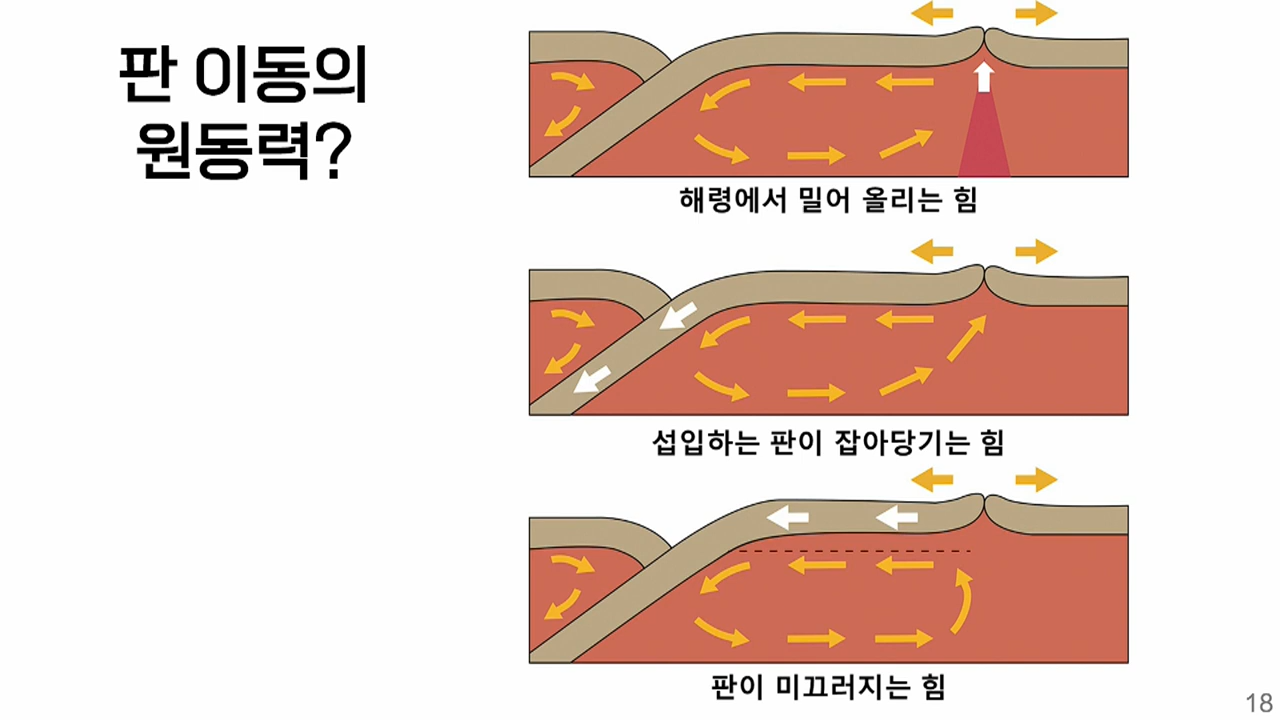 판 이동의
원동력?
해령에서 밀어 올리는 힘
섭입하는 판이 잡아당기는 힘
판이 미끄러지는 힘
18